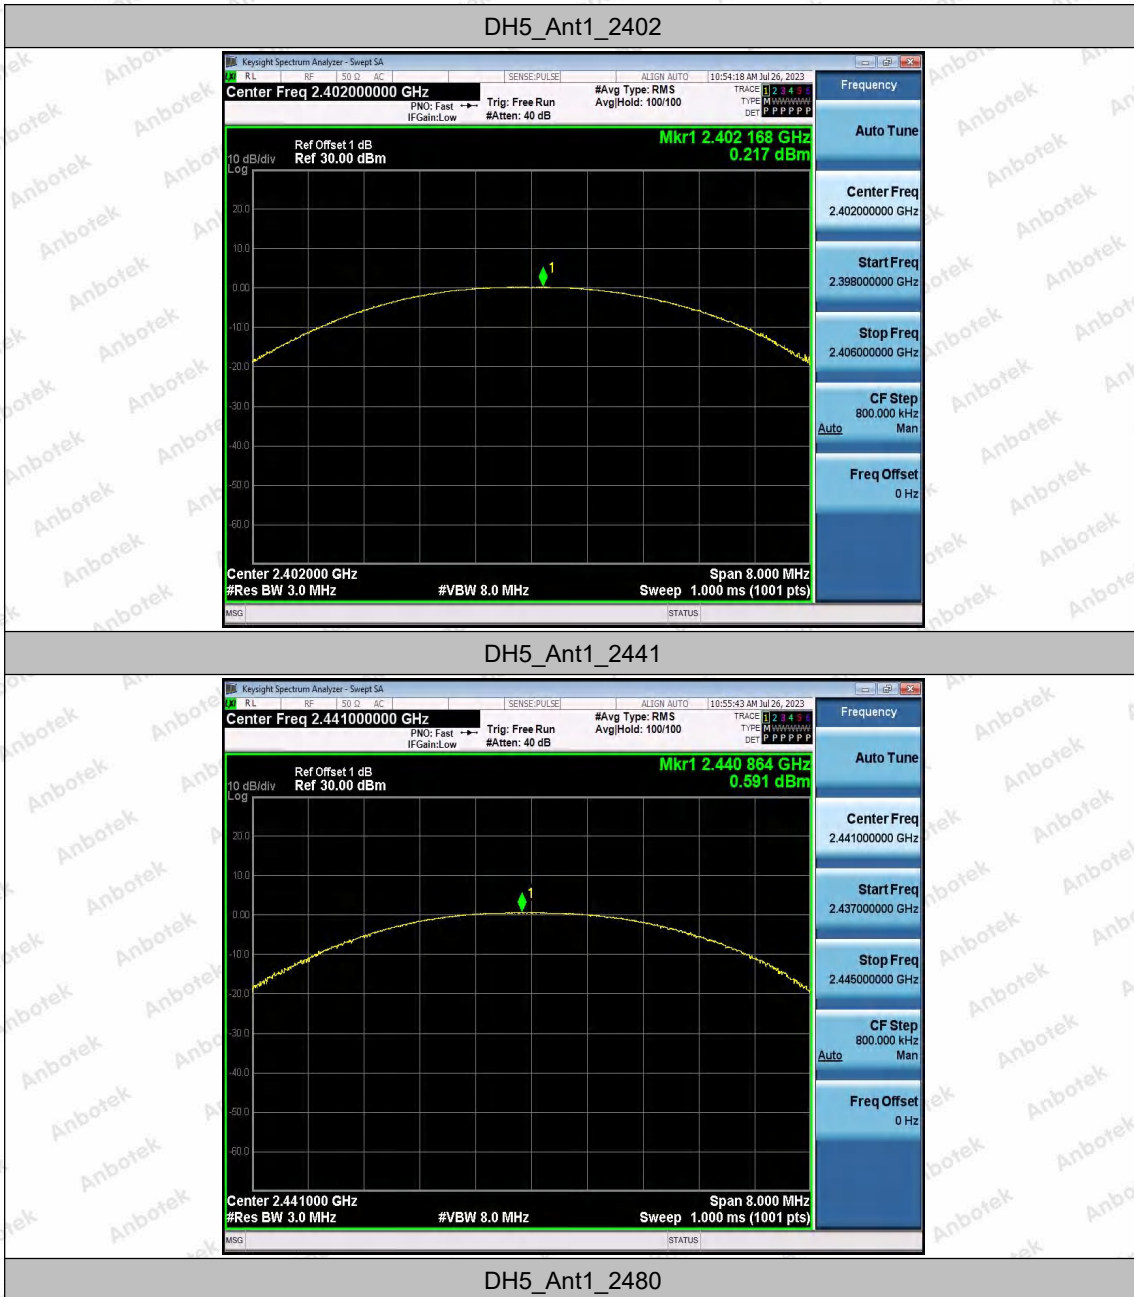 DH5_Ant1_2402
Keysight Spectrum Analyzer - Swept SA
LXI RL RF 50 Ω AC SENSE:PULSE ALIGN AUTO 10:54:18 AM Jul 26, 2023
Center Freq 2.402000000 GHz
PNO: Fast
IFGain:Low
Trig: Free Run
#Atten: 40 dB
#Avg Type: RMS
Avg|Hold: 100/100
TRACE 1 2 3 4 5 6
TYPE M WWWWW
DET P P P P P P
Frequency
Auto Tune
Center Freq
2.402000000 GHz
Start Freq
2.398000000 GHz
Stop Freq
2.406000000 GHz
CF Step
800.000 kHz
Auto Man
Freq Offset
0 Hz
Mkr1 2.402 168 GHz
0.217 dBm
Ref Offset 1 dB
10 dB/div Ref 30.00 dBm
Log
20.0
10.0
1
0.00
-10.0
-20.0
-30.0
-40.0
-50.0
-60.0
Center 2.402000 GHz Span 8.000 MHz
#Res BW 3.0 MHz #VBW 8.0 MHz Sweep 1.000 ms (1001 pts)
MSG STATUS
DH5_Ant1_2441
Keysight Spectrum Analyzer - Swept SA
LXI RL RF 50 Ω AC SENSE:PULSE ALIGN AUTO 10:55:43 AM Jul 26, 2023
Center Freq 2.441000000 GHz
PNO: Fast
IFGain:Low
Trig: Free Run
#Atten: 40 dB
#Avg Type: RMS
Avg|Hold: 100/100
TRACE 1 2 3 4 5 6
TYPE M WWWWW
DET P P P P P P
Frequency
Auto Tune
Center Freq
2.441000000 GHz
Start Freq
2.437000000 GHz
Stop Freq
2.445000000 GHz
CF Step
800.000 kHz
Auto Man
Freq Offset
0 Hz
Mkr1 2.440 864 GHz
0.591 dBm
Ref Offset 1 dB
10 dB/div Ref 30.00 dBm
Log
20.0
10.0
1
0.00
-10.0
-20.0
-30.0
-40.0
-50.0
-60.0
Center 2.441000 GHz Span 8.000 MHz
#Res BW 3.0 MHz #VBW 8.0 MHz Sweep 1.000 ms (1001 pts)
MSG STATUS
DH5_Ant1_2480
Anbotek